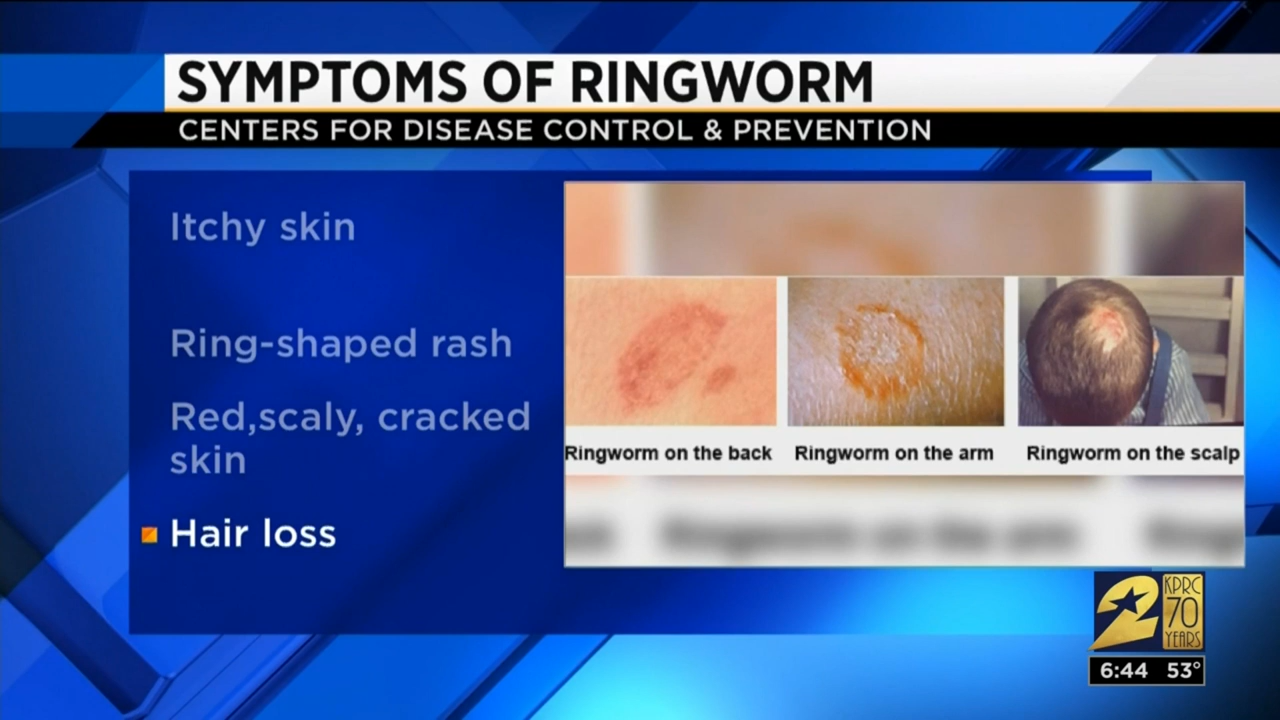 SYMPTOMS OF RINGWORM
CENTERS FOR DISEASE CONTROL & PREVENTION
Itchy skin
Ring-shaped rash
Red,scaly, cracked
skin
Hair loss
Ringworm on the back
Ringworm on the arm
Ringworm on the scalp
2
KPRC
70
YEARS
6:44 53°